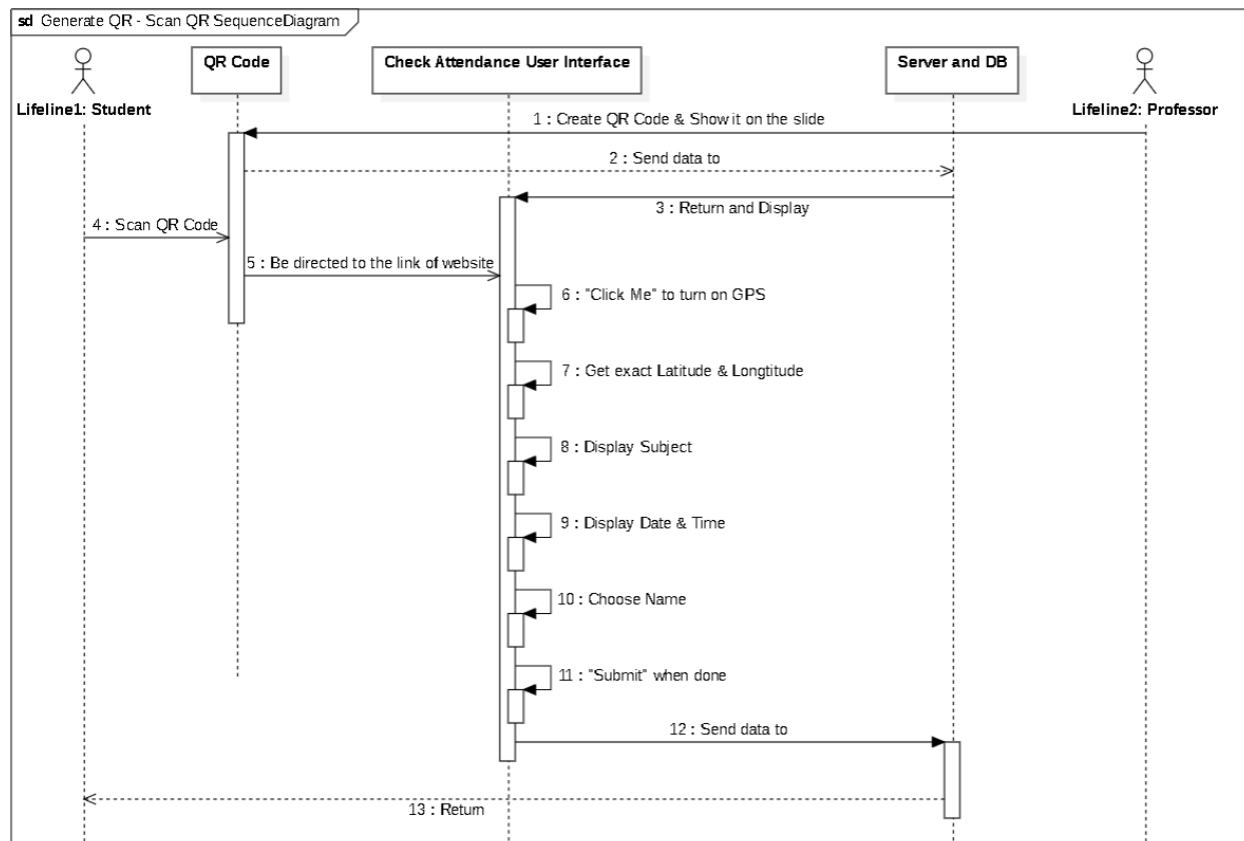 sd Generate QR - Scan QR SequenceDiagram
QR Code
Check Attendance User Interface
Server and DB
Lifeline1: Student
Lifeline2: Professor
1 : Create QR Code & Show it on the slide
2 : Send data to
3 : Return and Display
4 : Scan QR Code
5 : Be directed to the link of website
6 : "Click Me" to turn on GPS
7 : Get exact Latitude & Longtitude
8 : Display Subject
9 : Display Date & Time
10 : Choose Name
11 : "Submit" when done
12 : Send data to
13 : Return